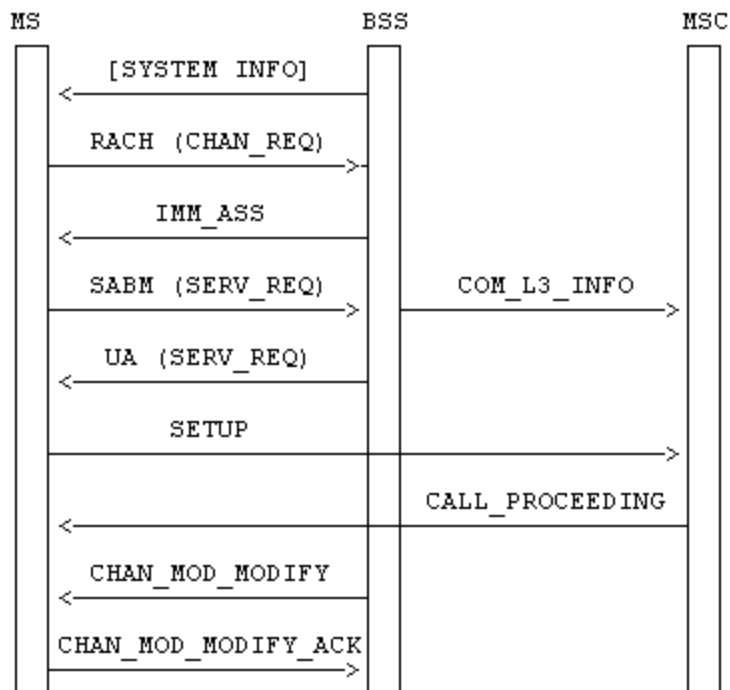 MS BSS MSC
[SYSTEM INFO]
RACH (CHAN_REQ)
IMM_ASS
SABM (SERV_REQ) COM_L3_INFO
UA (SERV_REQ)
SETUP
CALL_PROCEEDING
CHAN_MOD_MODIFY
CHAN_MOD_MODIFY_ACK